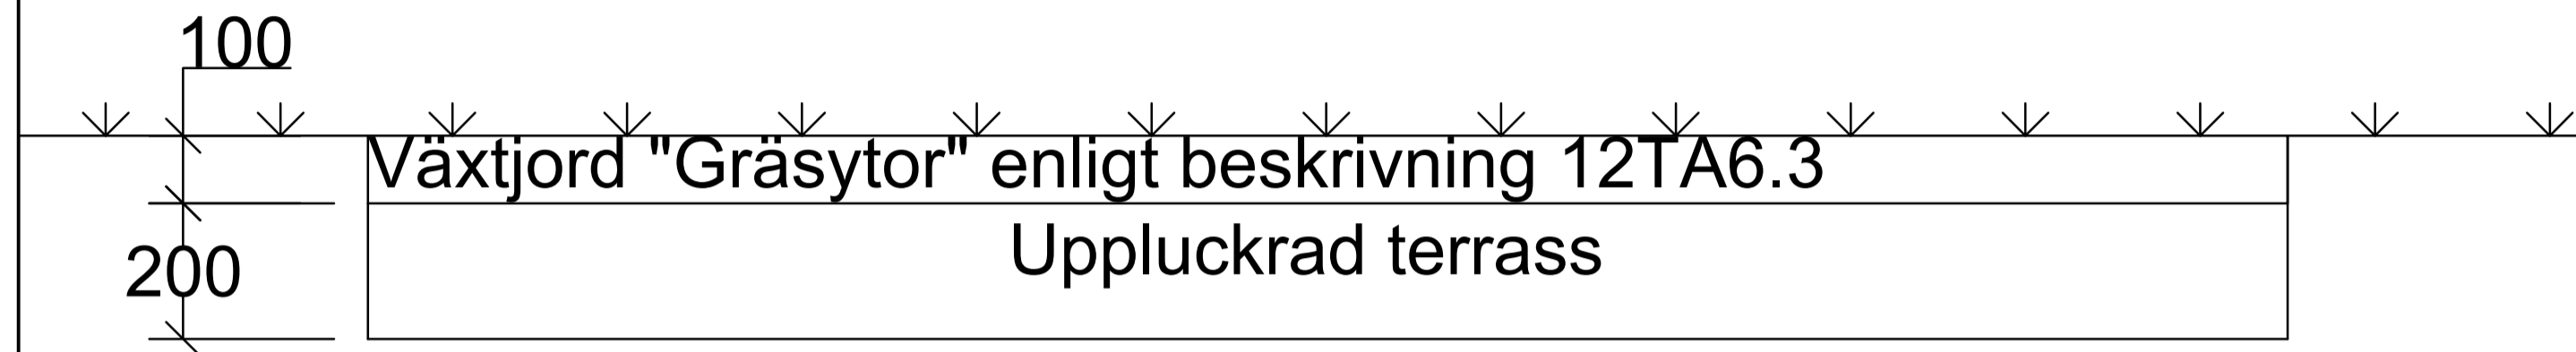 100
Växtjord "Gräsytor" enligt beskrivning 12TA6.3
Uppluckrad terrass
200